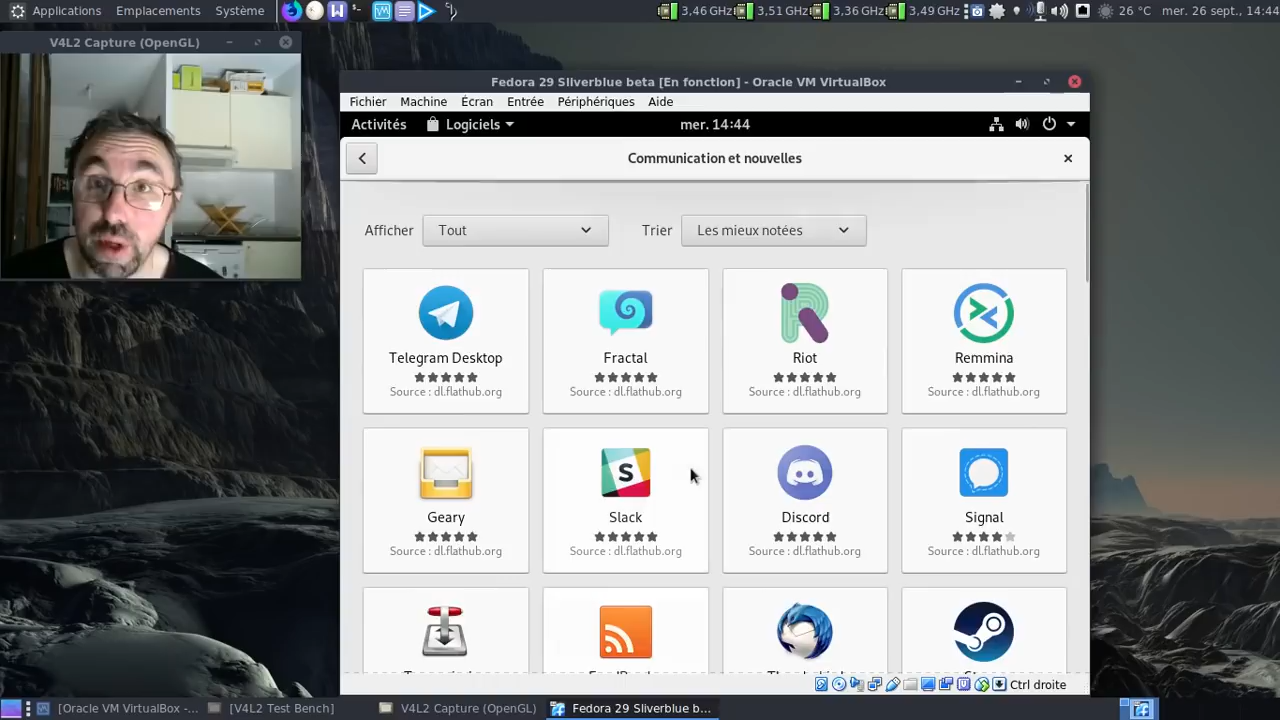 Applications Emplacements Système
3,46 GHz 3,51 GHz 3,36 GHz 3,49 GHz 26 °C mer. 26 sept., 14:44
V4L2 Capture (OpenGL)
Fedora 29 Sliverblue beta [En fonction] - Oracle VM VirtualBox
Fichier Machine Écran Entrée Périphériques Aide
Activités Logiciels mer. 14:44
Communication et nouvelles
Afficher Tout Trier Les mieux notées
Telegram Desktop Fractal Riot Remmina
Source : dl.flathub.org Source : dl.flathub.org Source : dl.flathub.org Source : dl.flathub.org
Geary Slack Discord Signal
Source : dl.flathub.org Source : dl.flathub.org Source : dl.flathub.org Source : dl.flathub.org
Ctrl droite
[Oracle VM VirtualBox -... [V4L2 Test Bench] V4L2 Capture (OpenGL) Fedora 29 Sliverblue b...